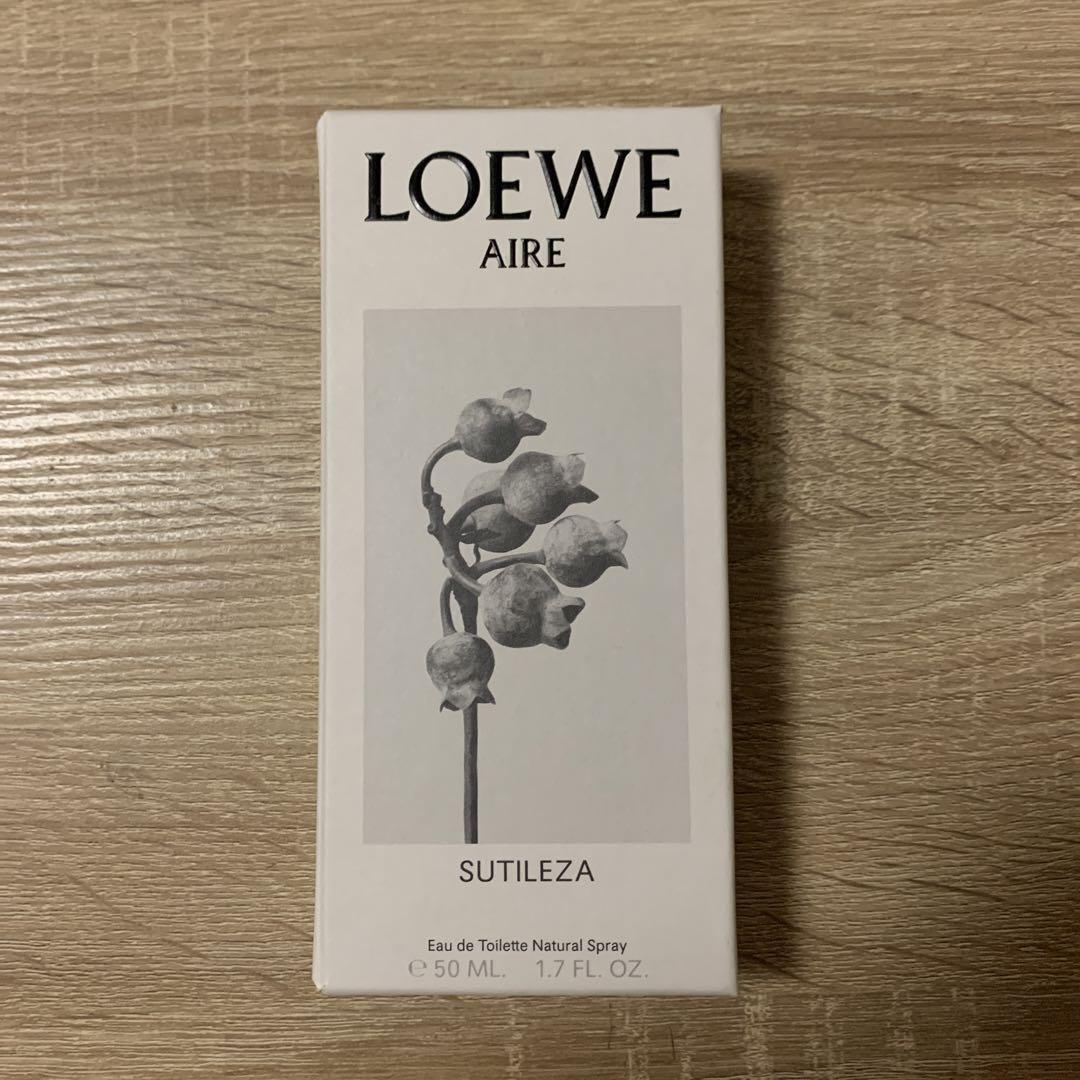 LOEWE
AIRE
SUTILEZA
Eau de Toilette Natural Spray
℮ 50 ML. 1.7 FL. OZ.